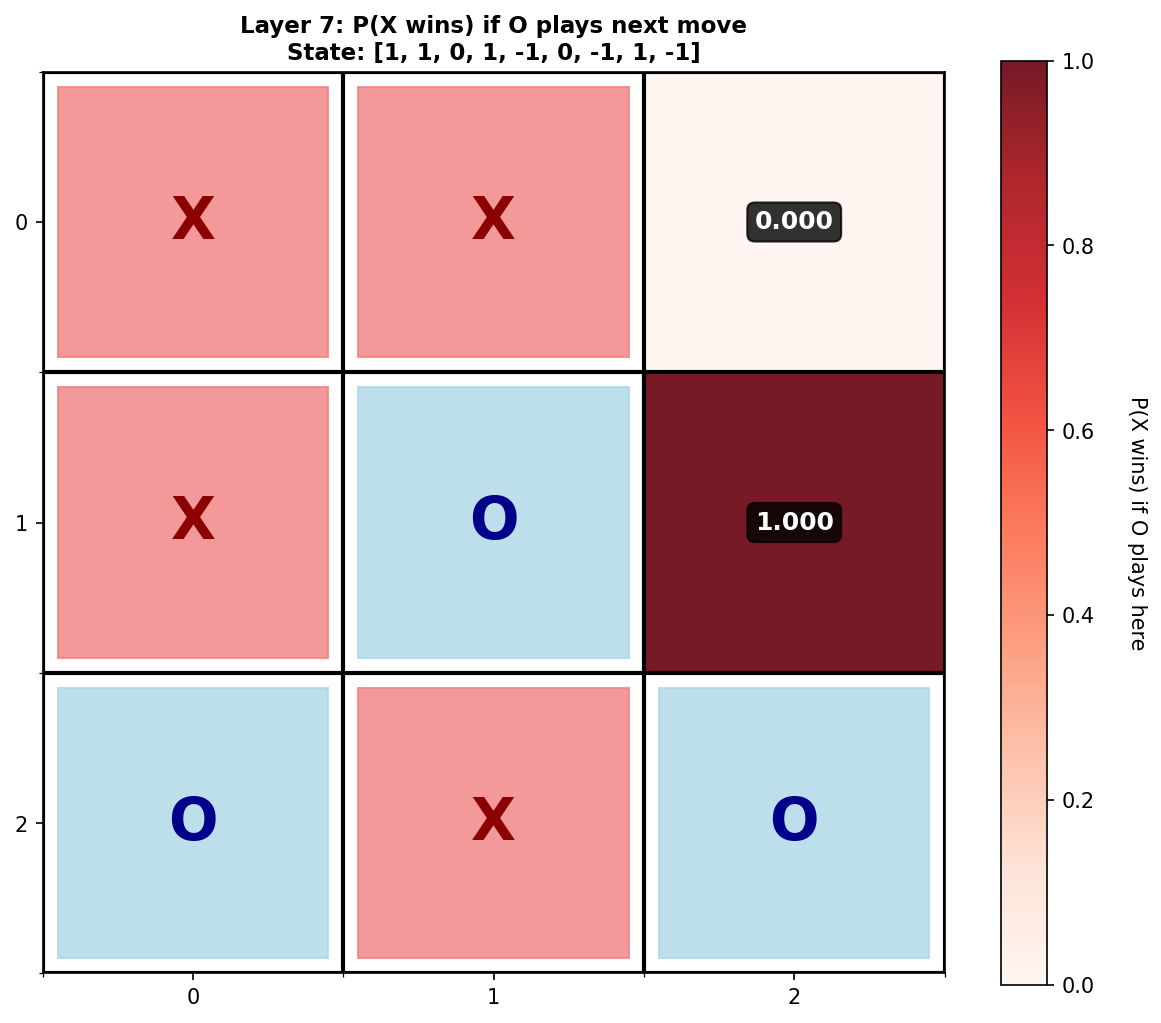 Layer 7: P(X wins) if O plays next move
State: [1, 1, 0, 1, -1, 0, -1, 1, -1]
0
X
X
0.000
1
X
O
1.000
2
O
X
O
0
1
2
1.0
0.8
0.6
0.4
0.2
0.0
P(X wins) if O plays here